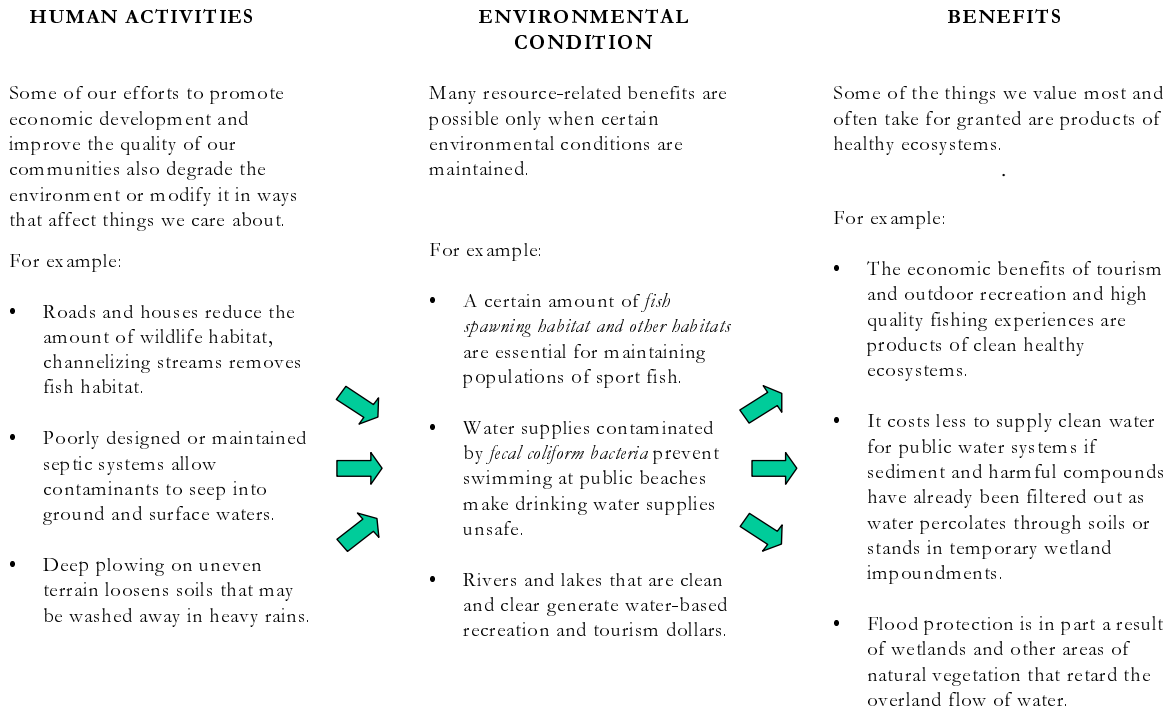 HUMAN ACTIVITIES
Some of our efforts to promote
economic development and
improve the quality of our
communities also degrade the
environment or modify it in ways
that affect things we care about.
For example:
• Roads and houses reduce the
amount of wildlife habitat,
channelizing streams removes
fish habitat.
• Poorly designed or maintained
septic systems allow
contaminants to seep into
ground and surface waters.
• Deep plowing on uneven
terrain loosens soils that may
be washed away in heavy rains.
ENVIRONMENTAL
CONDITION
Many resource-related benefits are
possible only when certain
environmental conditions are
maintained.
For example:
• A certain amount of fish
spawning habitat and other habitats
are essential for maintaining
populations of sport fish.
• Water supplies contaminated
by fecal coliform bacteria prevent
swimming at public beaches
make drinking water supplies
unsafe.
• Rivers and lakes that are clean
and clear generate water-based
recreation and tourism dollars.
BENEFITS
Some of the things we value most and
often take for granted are products of
healthy ecosystems.
.
For example:
• The economic benefits of tourism
and outdoor recreation and high
quality fishing experiences are
products of clean healthy
ecosystems.
• It costs less to supply clean water
for public water systems if
sediment and harmful compounds
have already been filtered out as
water percolates through soils or
stands in temporary wetland
impoundments.
• Flood protection is in part a result
of wetlands and other areas of
natural vegetation that retard the
overland flow of water.